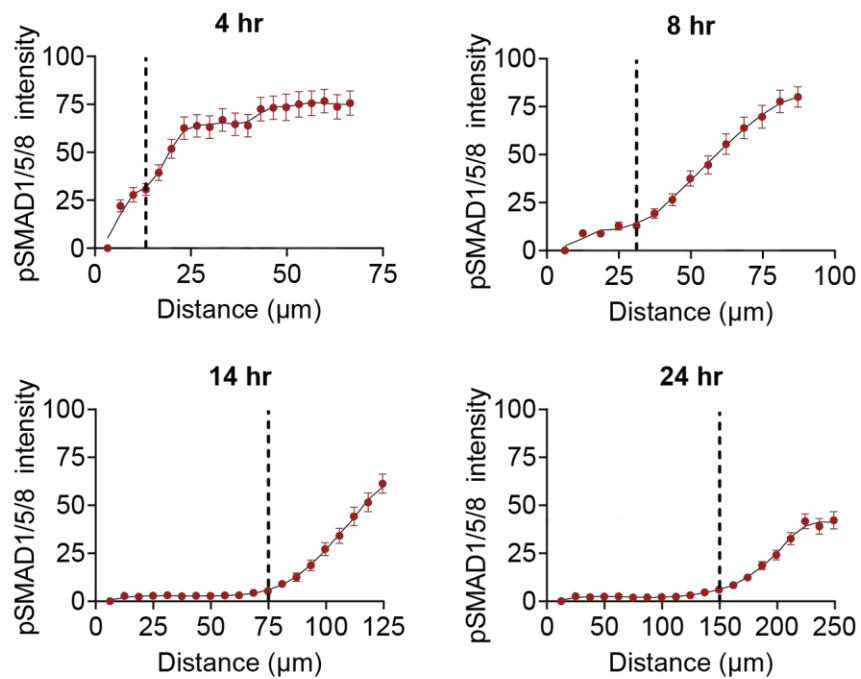 4 hr
pSMAD1/5/8 intensity
100
75
50
25
0
0 25 50 75
Distance (µm)
8 hr
pSMAD1/5/8 intensity
100
75
50
25
0
0 25 50 75 100
Distance (µm)
14 hr
pSMAD1/5/8 intensity
100
75
50
25
0
0 25 50 75 100 125
Distance (µm)
24 hr
pSMAD1/5/8 intensity
100
75
50
25
0
0 50 100 150 200 250
Distance (µm)